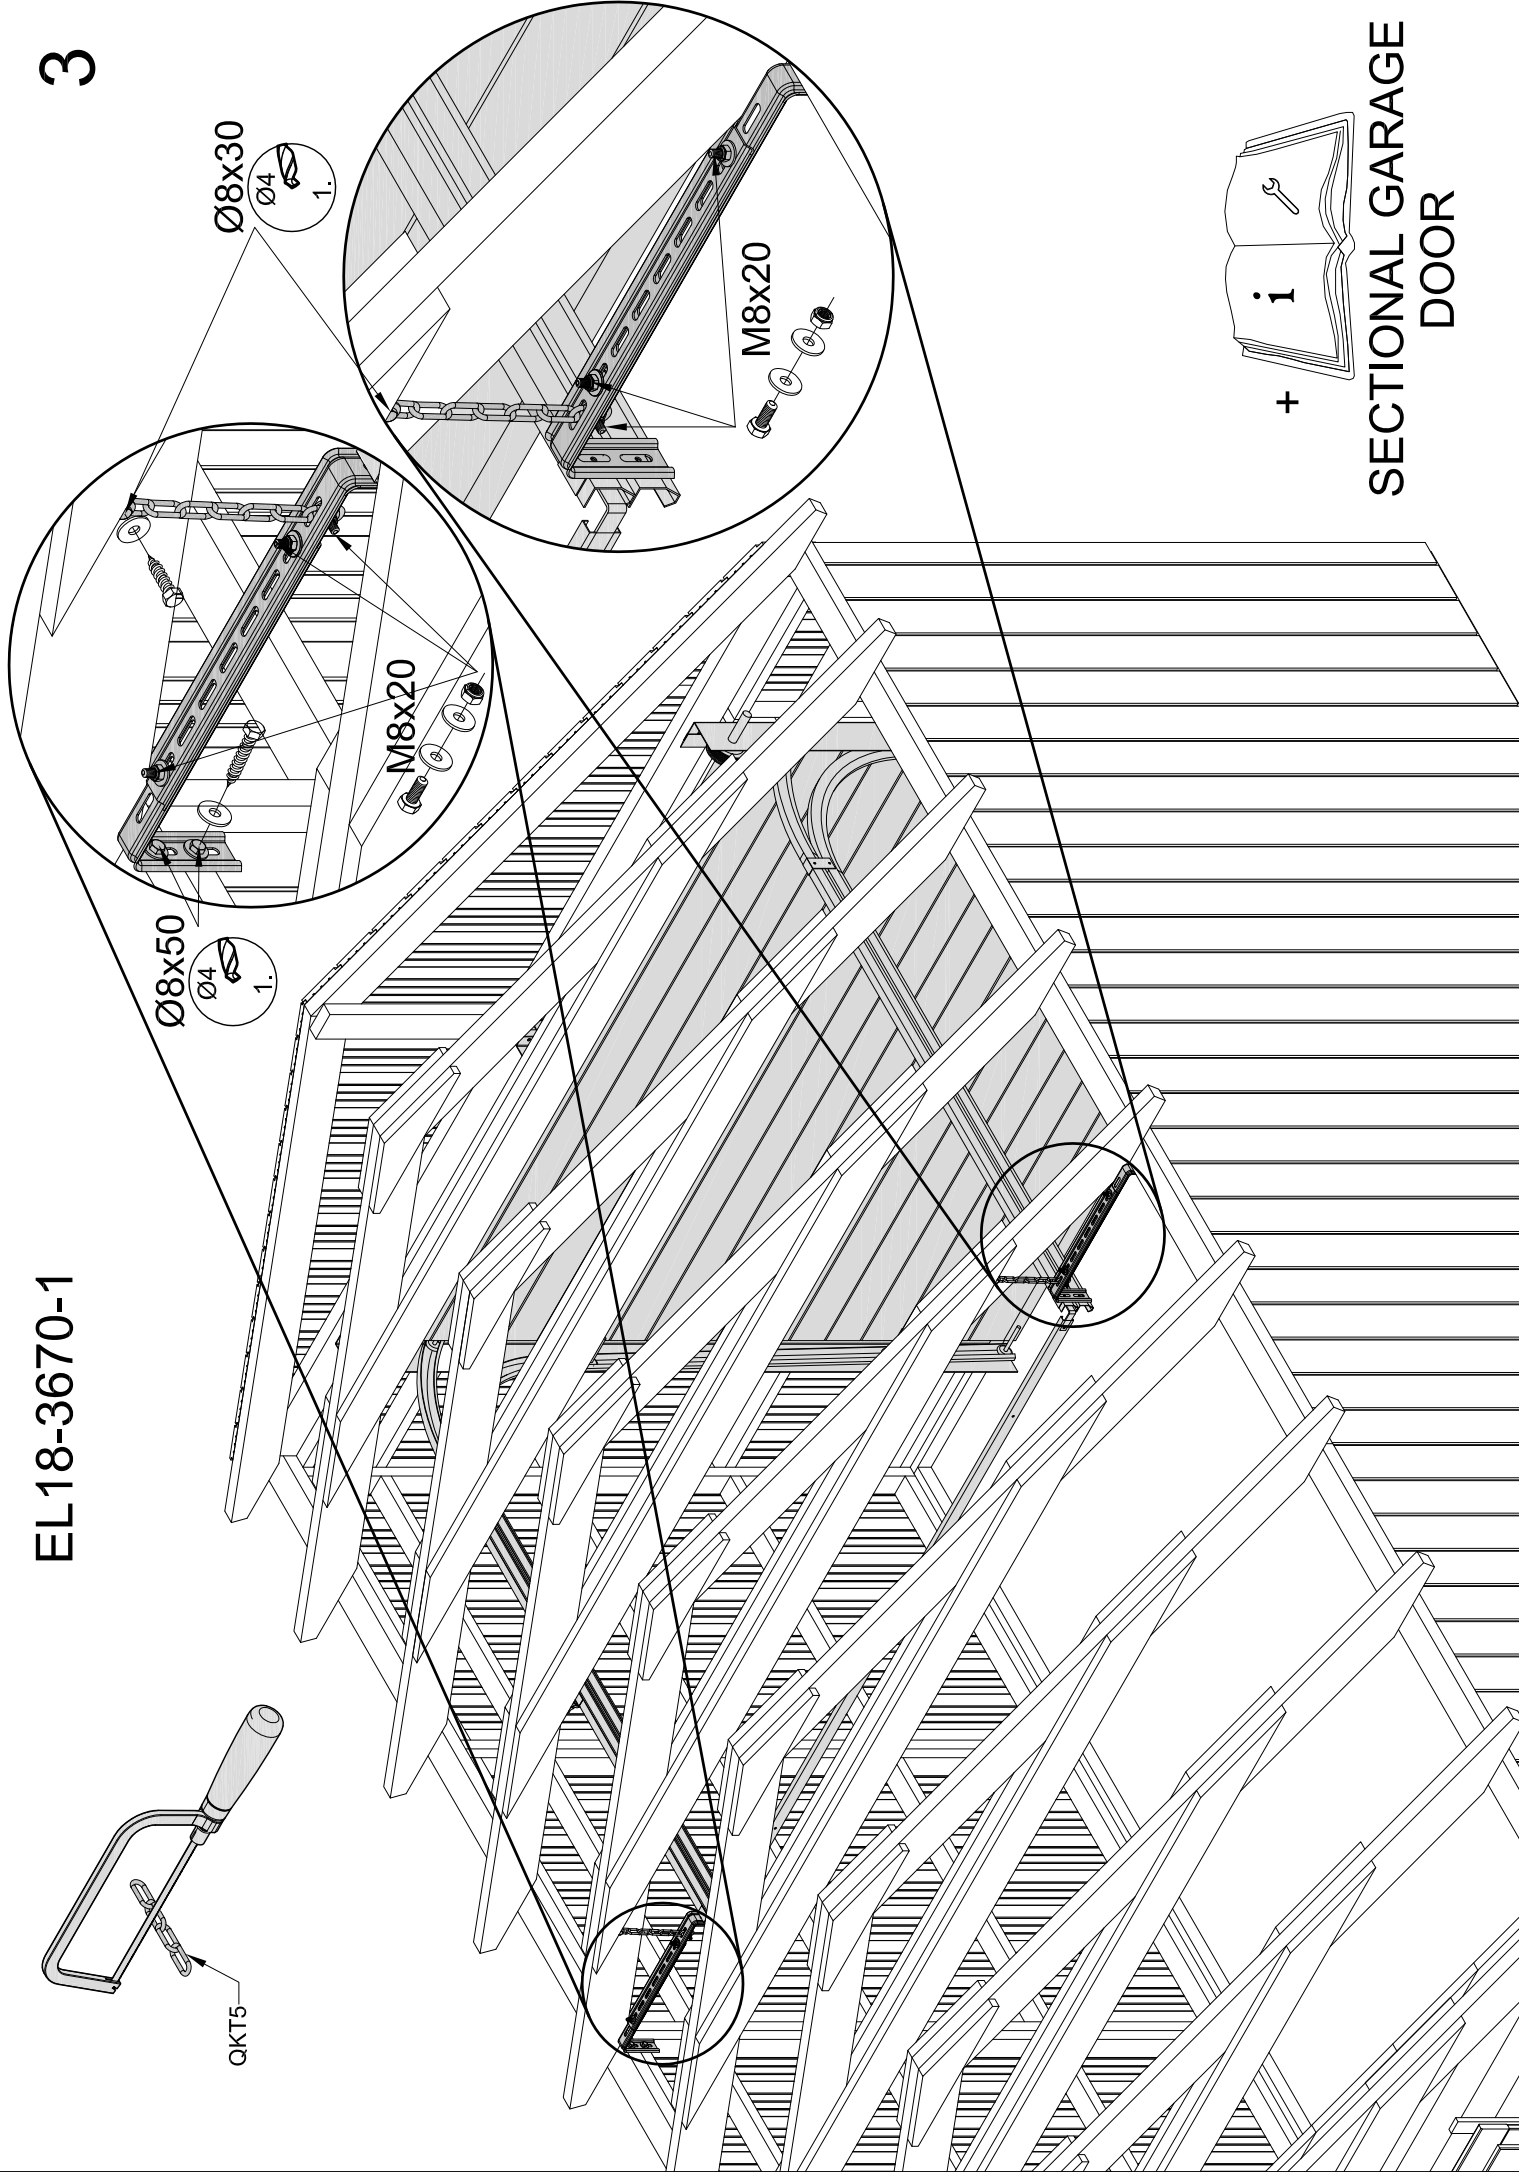 EL18-3670-1
3
QKT5
Ø8x50
Ø4
1.
M8x20
Ø8x30
Ø4
1.
M8x20
+
i
SECTIONAL GARAGE
DOOR